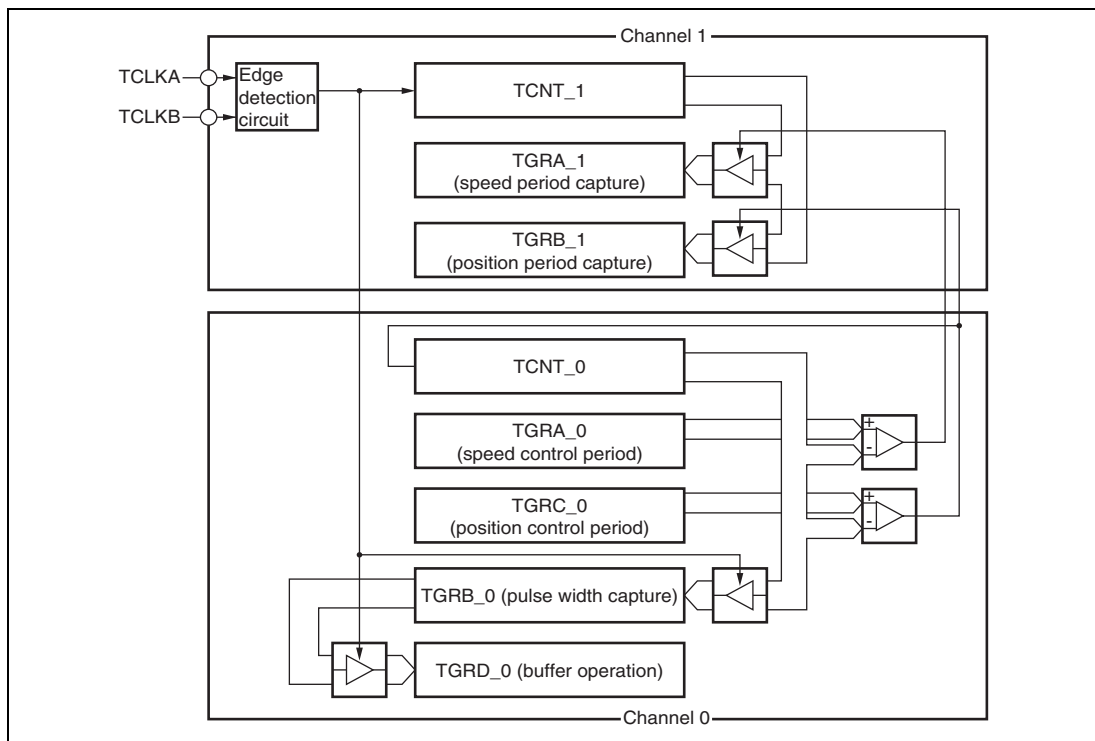 Channel 1
TCLKA
TCLKB
Edge
detection
circuit
TCNT_1
TGRA_1
(speed period capture)
TGRB_1
(position period capture)
TCNT_0
TGRA_0
(speed control period)
+
-
TGRC_0
(position control period)
+
-
TGRB_0 (pulse width capture)
TGRD_0 (buffer operation)
Channel 0